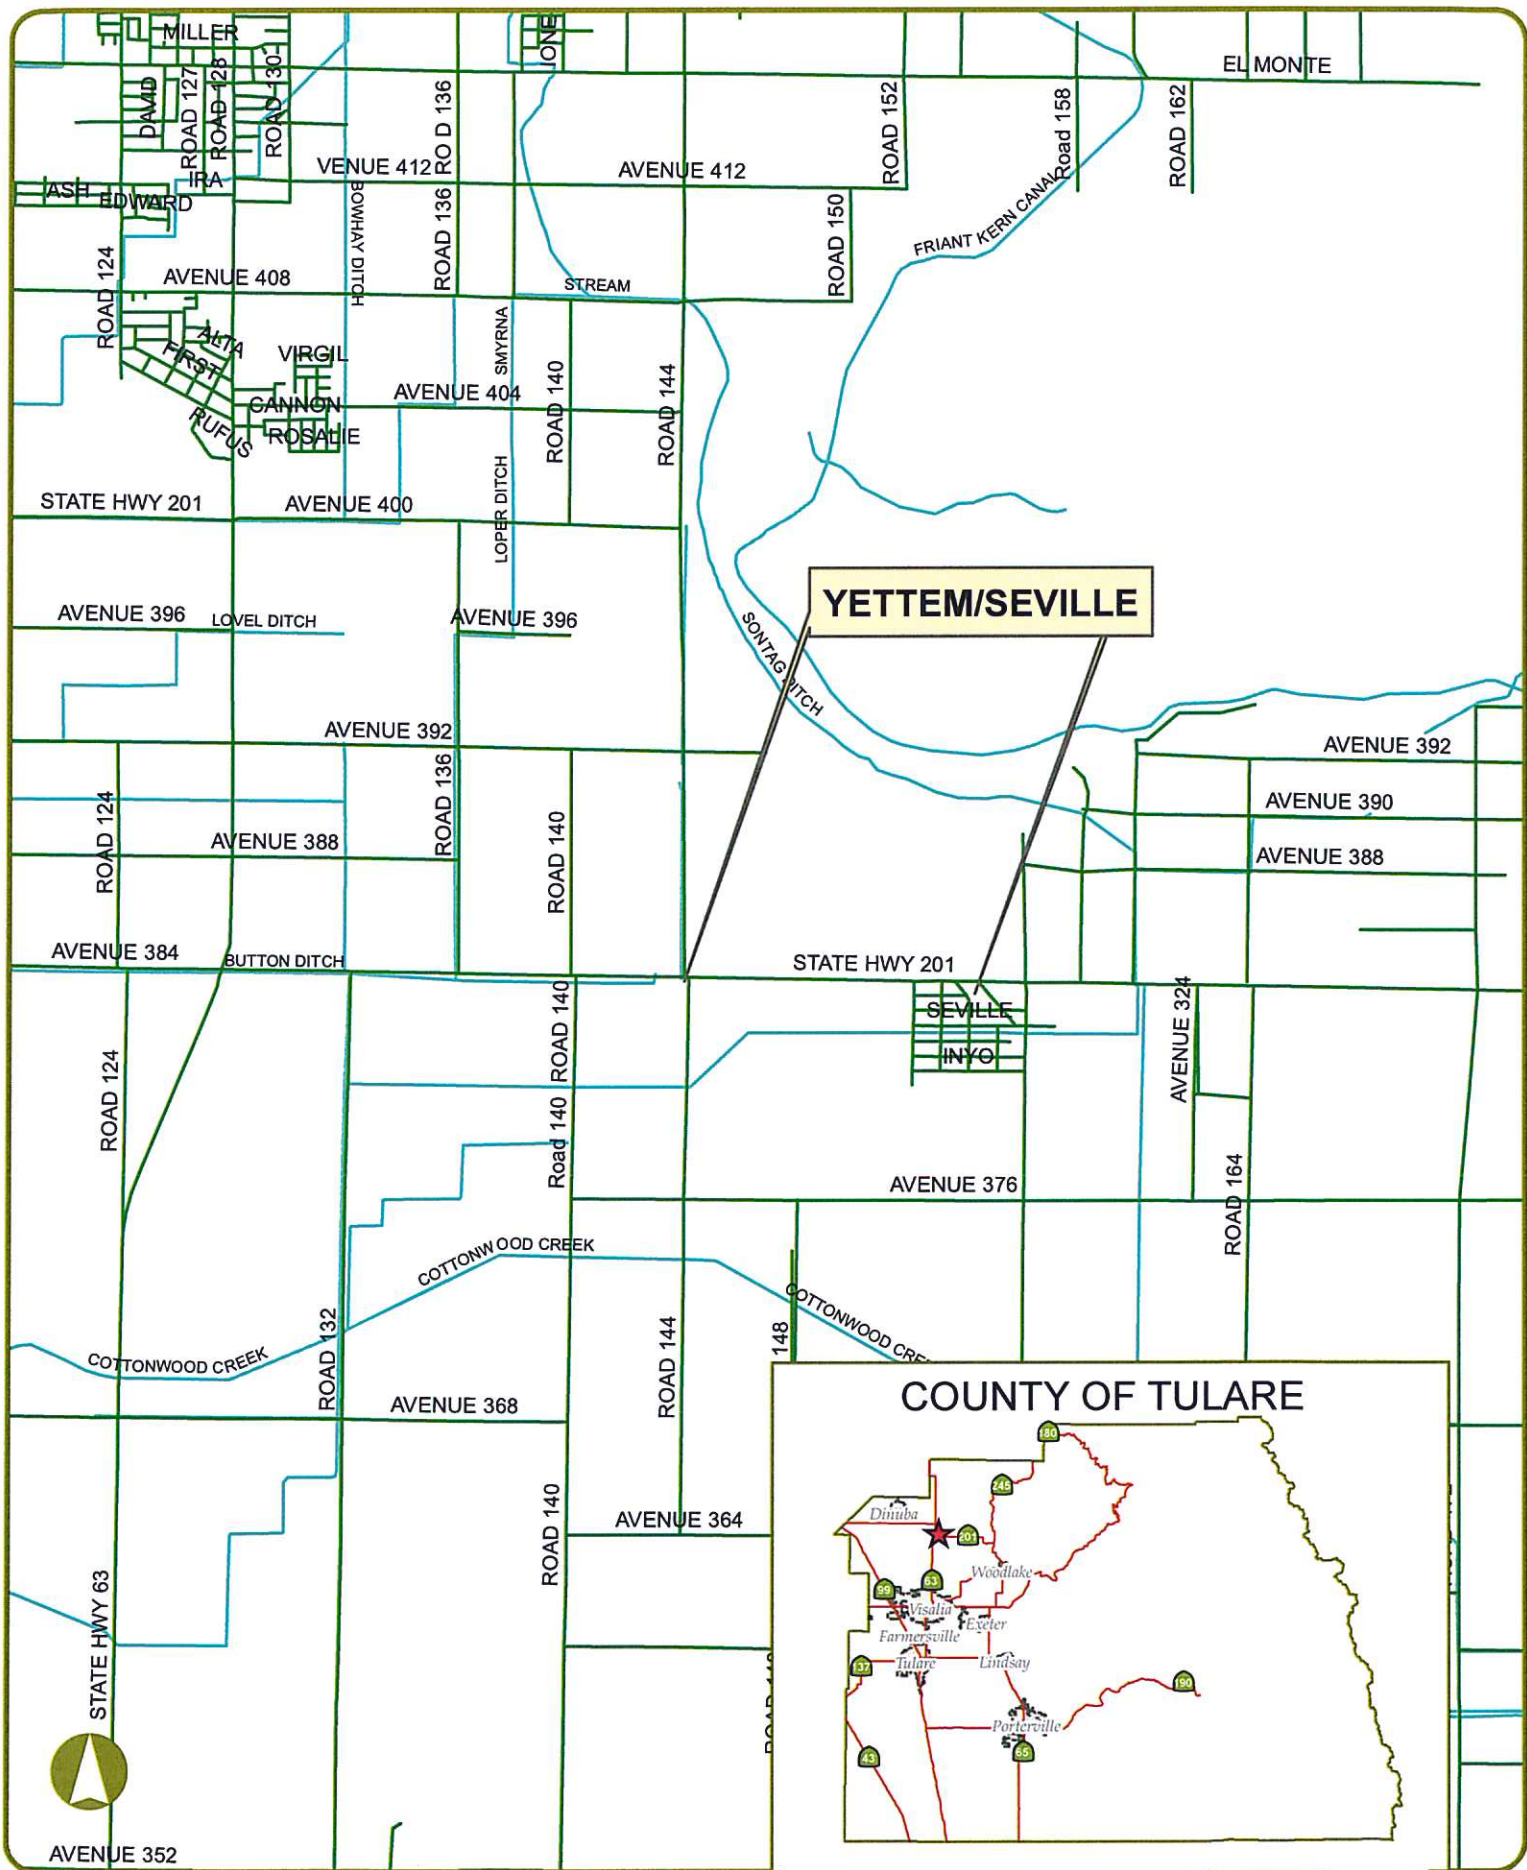 MILLER
IONE
EL MONTE
DAVID
ROAD 127
ROAD 128
ROAD 130
RO D 136
ROAD 152
Road 158
ROAD 162
VENUE 412
AVENUE 412
IRA
ASH
EDWARD
BOWHAY DITCH
ROAD 136
ROAD 150
FRIANT KERN CANAL
ROAD 124
AVENUE 408
STREAM
ALTA
FIRST
VIRGIL
SMYRNA
AVENUE 404
ROAD 140
ROAD 144
CANNON
RUFUS
ROSALIE
STATE HWY 201
AVENUE 400
LOPER DITCH
YETTEM/SEVILLE
AVENUE 396
LOVEL DITCH
AVENUE 396
SONTAG DITCH
AVENUE 392
AVENUE 392
ROAD 124
ROAD 136
AVENUE 390
AVENUE 388
ROAD 140
AVENUE 388
AVENUE 384
BUTTON DITCH
STATE HWY 201
ROAD 140
SEVILLE
AVENUE 324
INYO
ROAD 124
Road 140
AVENUE 376
ROAD 164
COTTONW OOD CREEK
COTTONWOOD CRE
COTTONWOOD CREEK
ROAD 132
ROAD 144
148
AVENUE 368
COUNTY OF TULARE
180
245
Dinuba
201
ROAD 140
AVENUE 364
Woodlake
99
63
Visalia
Exeter
Farmersville
STATE HWY 63
137
Tulare
Lindsay
190
Porterville
65
43
AVENUE 352